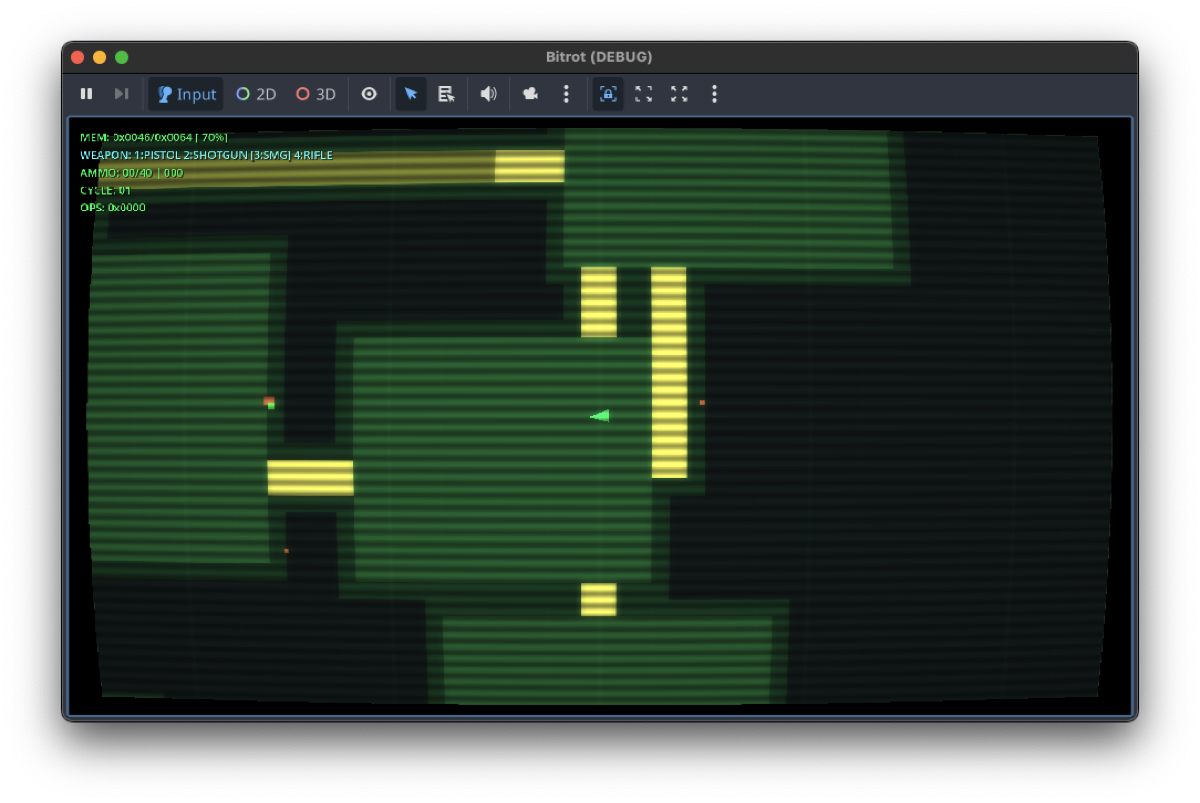 Bitrot (DEBUG)
Input 2D 3D
MEM: 0x0046/0x0064 [ 70%]
WEAPON: 1:PISTOL 2:SHOTGUN [3:SMG] 4:RIFLE
AMMO: 00/40 | 000
CYCLE: 01
OPS: 0x0000